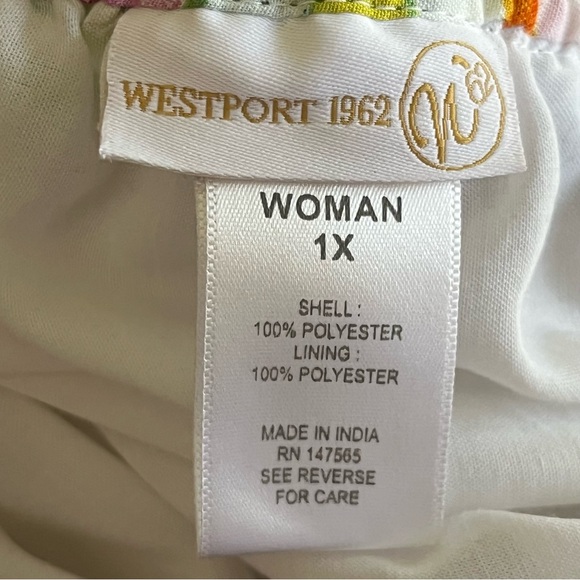 WESTPORT 1962
WOMAN
1X
SHELL :
100% POLYESTER
LINING :
100% POLYESTER
MADE IN INDIA
RN 147565
SEE REVERSE
FOR CARE